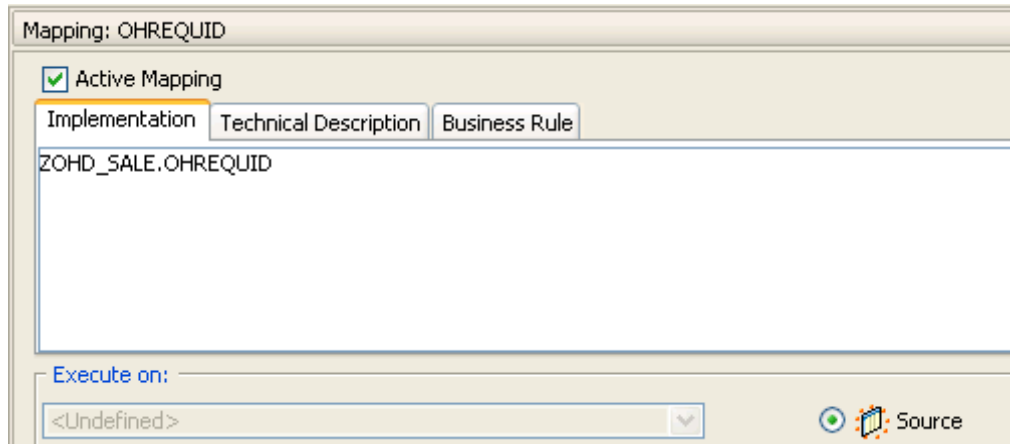 Mapping: OHREQUID
Active Mapping
Implementation Technical Description Business Rule
ZOHD_SALE.OHREQUID
Execute on:
<Undefined> Source